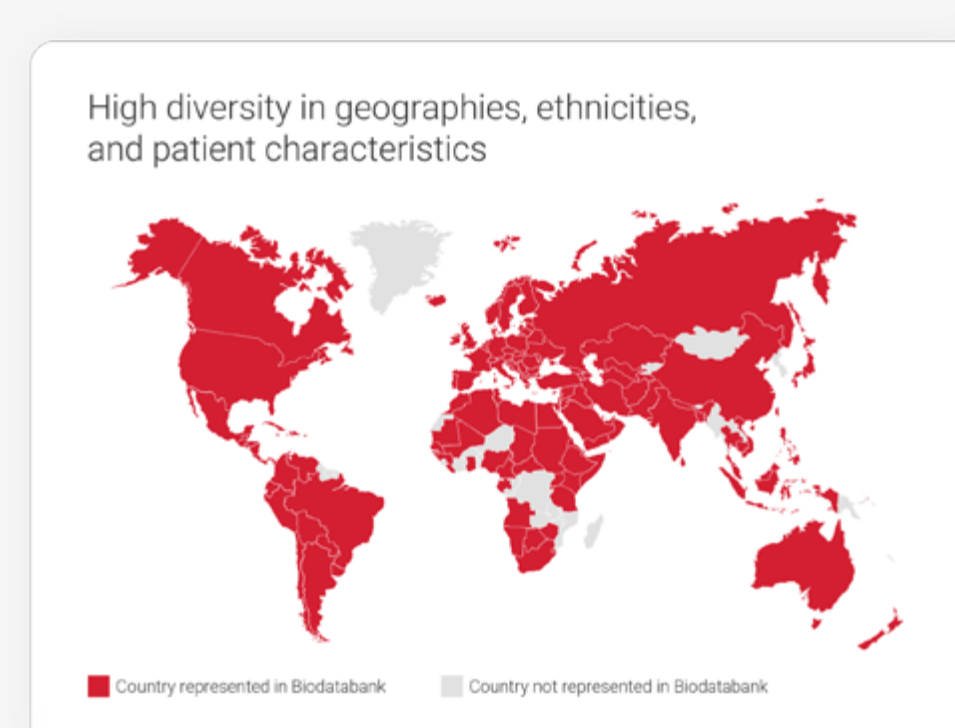 High diversity in geographies, ethnicities,
and patient characteristics
Country represented in Biodatabank
Country not represented in Biodatabank